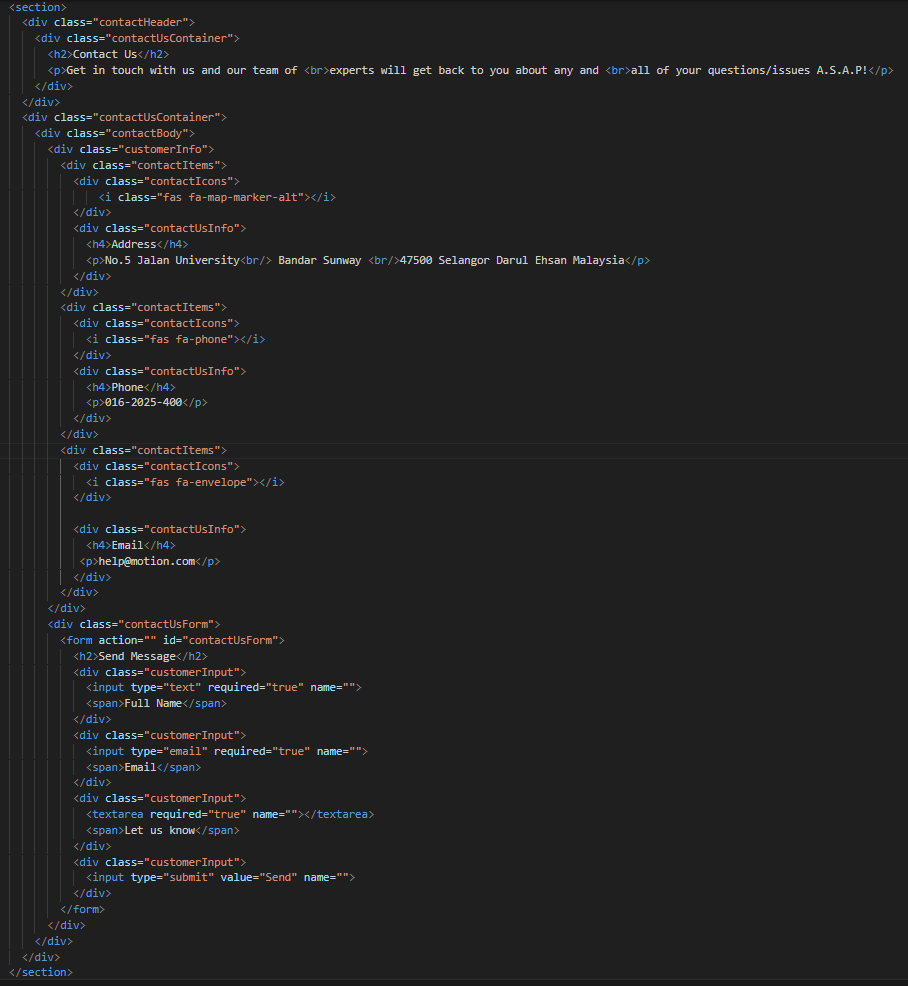 <section>
<div class="contactHeader">
<div class="contactUsContainer">
<h2>Contact Us</h2>
<p>Get in touch with us and our team of <br>experts will get back to you about any and <br>all of your questions/issues A.S.A.P!</p>
</div>
</div>
<div class="contactUsContainer">
<div class="contactBody">
<div class="customerInfo">
<div class="contactItems">
<div class="contactIcons">
<i class="fas fa-map-marker-alt"></i>
</div>
<div class="contactUsInfo">
<h4>Address</h4>
<p>No.5 Jalan University<br/> Bandar Sunway <br/>47500 Selangor Darul Ehsan Malaysia</p>
</div>
</div>
<div class="contactItems">
<div class="contactIcons">
<i class="fas fa-phone"></i>
</div>
<div class="contactUsInfo">
<h4>Phone</h4>
<p>016-2025-400</p>
</div>
</div>
<div class="contactItems">
<div class="contactIcons">
<i class="fas fa-envelope"></i>
</div>
<div class="contactUsInfo">
<h4>Email</h4>
<p>help@motion.com</p>
</div>
</div>
</div>
<div class="contactUsForm">
<form action="" id="contactUsForm">
<h2>Send Message</h2>
<div class="customerInput">
<input type="text" required="true" name="">
<span>Full Name</span>
</div>
<div class="customerInput">
<input type="email" required="true" name="">
<span>Email</span>
</div>
<div class="customerInput">
<textarea required="true" name=""></textarea>
<span>Let us know</span>
</div>
<div class="customerInput">
<input type="submit" value="Send" name="">
</div>
</form>
</div>
</div>
</div>
</section>